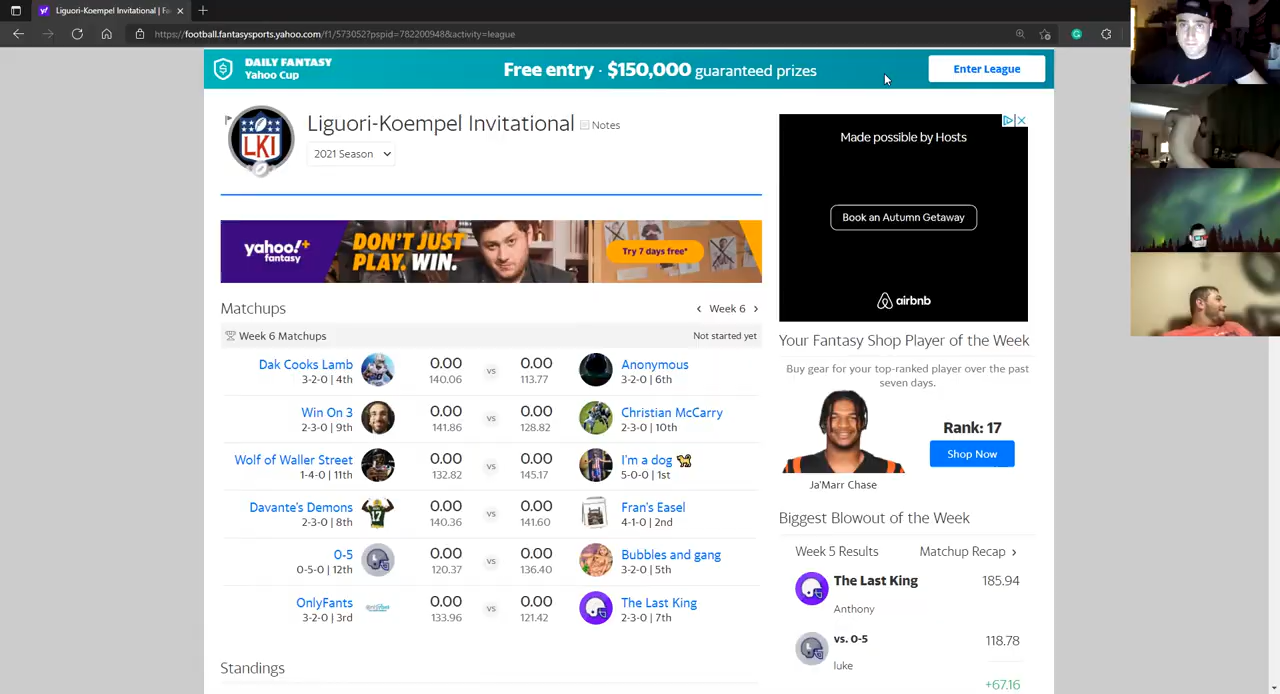 Liguori-Koempel Invitational | F
https://football.fantasysports.yahoo.com/f1/573052?pspid=782200948&activity=league
DAILY FANTASY
Yahoo Cup
Free entry · $150,000 guaranteed prizes
Enter League
LKI
Liguori-Koempel Invitational
Notes
2021 Season
Made possible by Hosts
Book an Autumn Getaway
airbnb
yahoo!+
fantasy
DON'T JUST
PLAY. WIN.
Try 7 days free*
Matchups
Week 6
Week 6 Matchups
Not started yet
Dak Cooks Lamb
3-2-0 | 4th
0.00
140.06
vs
0.00
113.77
Anonymous
3-2-0 | 6th
Win On 3
2-3-0 | 9th
0.00
141.86
vs
0.00
128.82
Christian McCarry
2-3-0 | 10th
Wolf of Waller Street
1-4-0 | 11th
0.00
132.82
vs
0.00
145.17
I'm a dog 🐕
5-0-0 | 1st
Davante's Demons
2-3-0 | 8th
0.00
140.36
vs
0.00
141.60
Fran's Easel
4-1-0 | 2nd
0-5
0-5-0 | 12th
0.00
120.37
vs
0.00
136.40
Bubbles and gang
3-2-0 | 5th
OnlyFants
3-2-0 | 3rd
0.00
133.96
vs
0.00
121.42
The Last King
2-3-0 | 7th
Standings
Your Fantasy Shop Player of the Week
Buy gear for your top-ranked player over the past
seven days.
Rank: 17
Shop Now
Ja'Marr Chase
Biggest Blowout of the Week
Week 5 Results
Matchup Recap
The Last King
185.94
Anthony
vs. 0-5
118.78
luke
+67.16